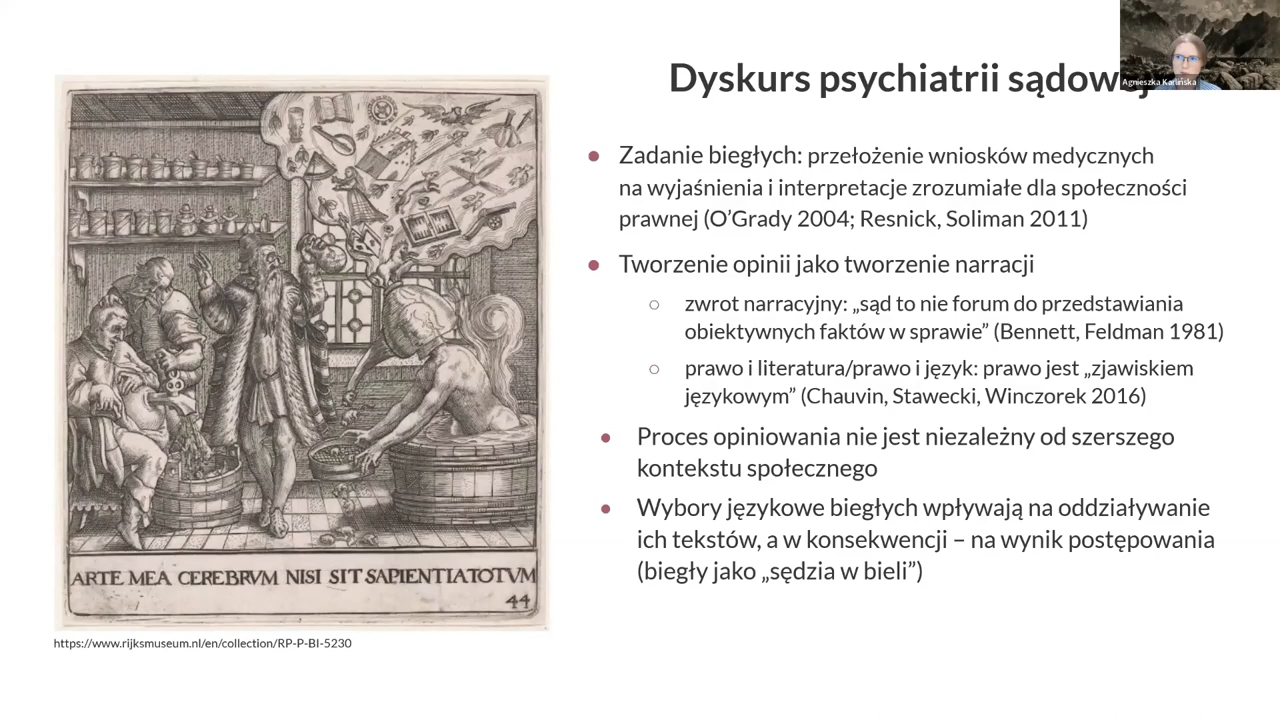 Dyskurs psychiatrii sądowej
Agnieszka Karlińska
Zadanie biegłych: przełożenie wniosków medycznych
na wyjaśnienia i interpretacje zrozumiałe dla społeczności
prawnej (O’Grady 2004; Resnick, Soliman 2011)
Tworzenie opinii jako tworzenie narracji
zwrot narracyjny: „sąd to nie forum do przedstawiania
obiektywnych faktów w sprawie” (Bennett, Feldman 1981)
prawo i literatura/prawo i język: prawo jest „zjawiskiem
językowym” (Chauvin, Stawecki, Winczorek 2016)
Proces opiniowania nie jest niezależny od szerszego
kontekstu społecznego
Wybory językowe biegłych wpływają na oddziaływanie
ich tekstów, a w konsekwencji – na wynik postępowania
(biegły jako „sędzia w bieli”)
ARTE MEA CEREBRVM NISI SIT SAPIENTIA TOTVM
44
https://www.rijksmuseum.nl/en/collection/RP-P-BI-5230